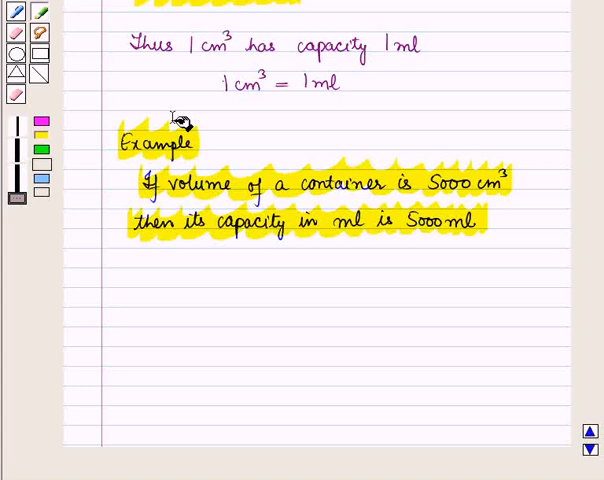 Thus 1 cm³ has capacity 1 ml
1 cm³ = 1 ml
Example
If volume of a container is 5000 cm³
then its capacity in ml is 5000 ml